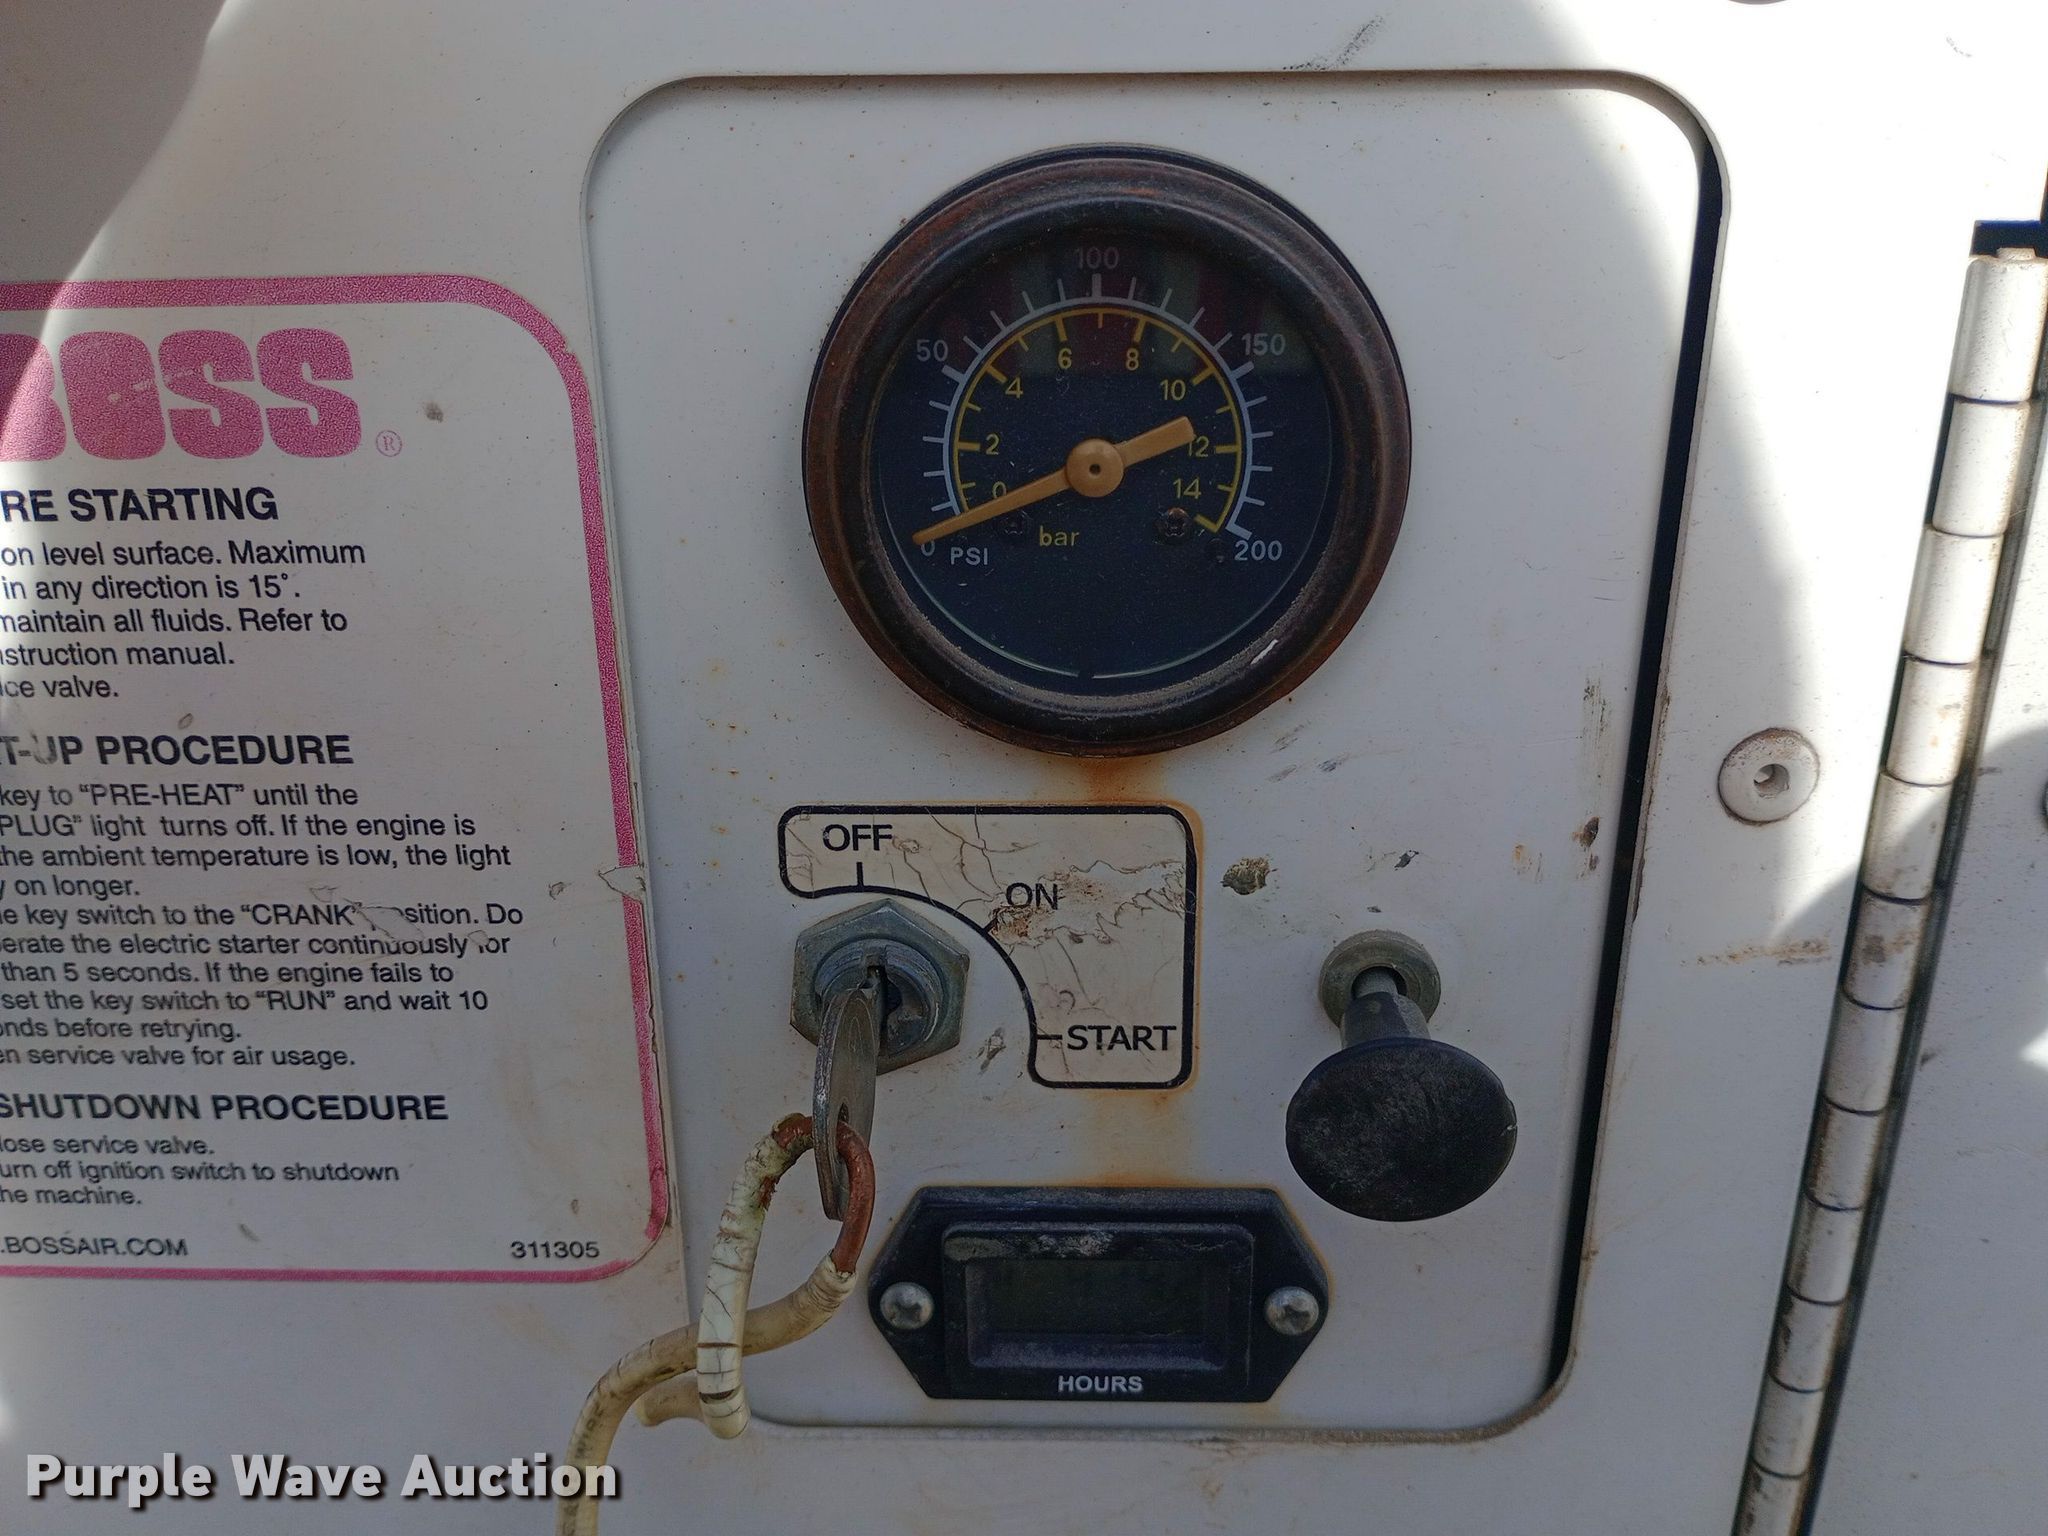 BOSS®
RE STARTING
on level surface. Maximum
in any direction is 15°.
maintain all fluids. Refer to
struction manual.
ice valve.
T-UP PROCEDURE
key to “PRE-HEAT” until the
PLUG” light turns off. If the engine is
the ambient temperature is low, the light
y on longer.
e key switch to the “CRANK” position. Do
erate the electric starter continuously for
than 5 seconds. If the engine fails to
set the key switch to “RUN” and wait 10
onds before retrying.
en service valve for air usage.
SHUTDOWN PROCEDURE
lose service valve.
urn off ignition switch to shutdown
he machine.
.BOSSAIR.COM
311305
0 50 100 150 200
PSI
0 2 4 6 8 10 12 14
bar
OFF
ON
START
HOURS
Purple Wave Auction